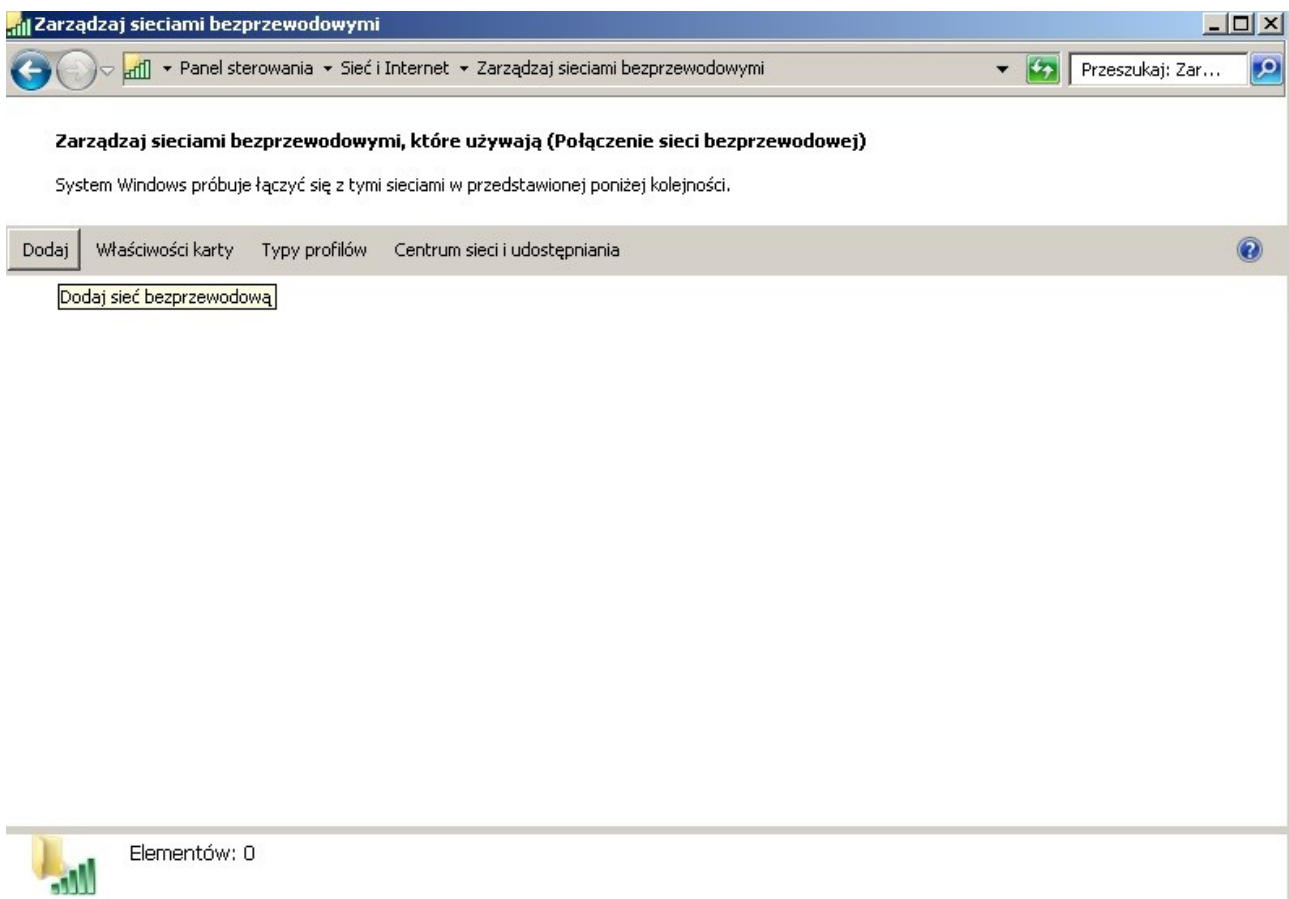 Zarządzaj sieciami bezprzewodowymi
Panel sterowania Sieć i Internet Zarządzaj sieciami bezprzewodowymi Przeszukaj: Zar...
Zarządzaj sieciami bezprzewodowymi, które używają (Połączenie sieci bezprzewodowej)
System Windows próbuje łączyć się z tymi sieciami w przedstawionej poniżej kolejności.
Dodaj Właściwości karty Typy profilów Centrum sieci i udostępniania
Dodaj sieć bezprzewodową
Elementów: 0